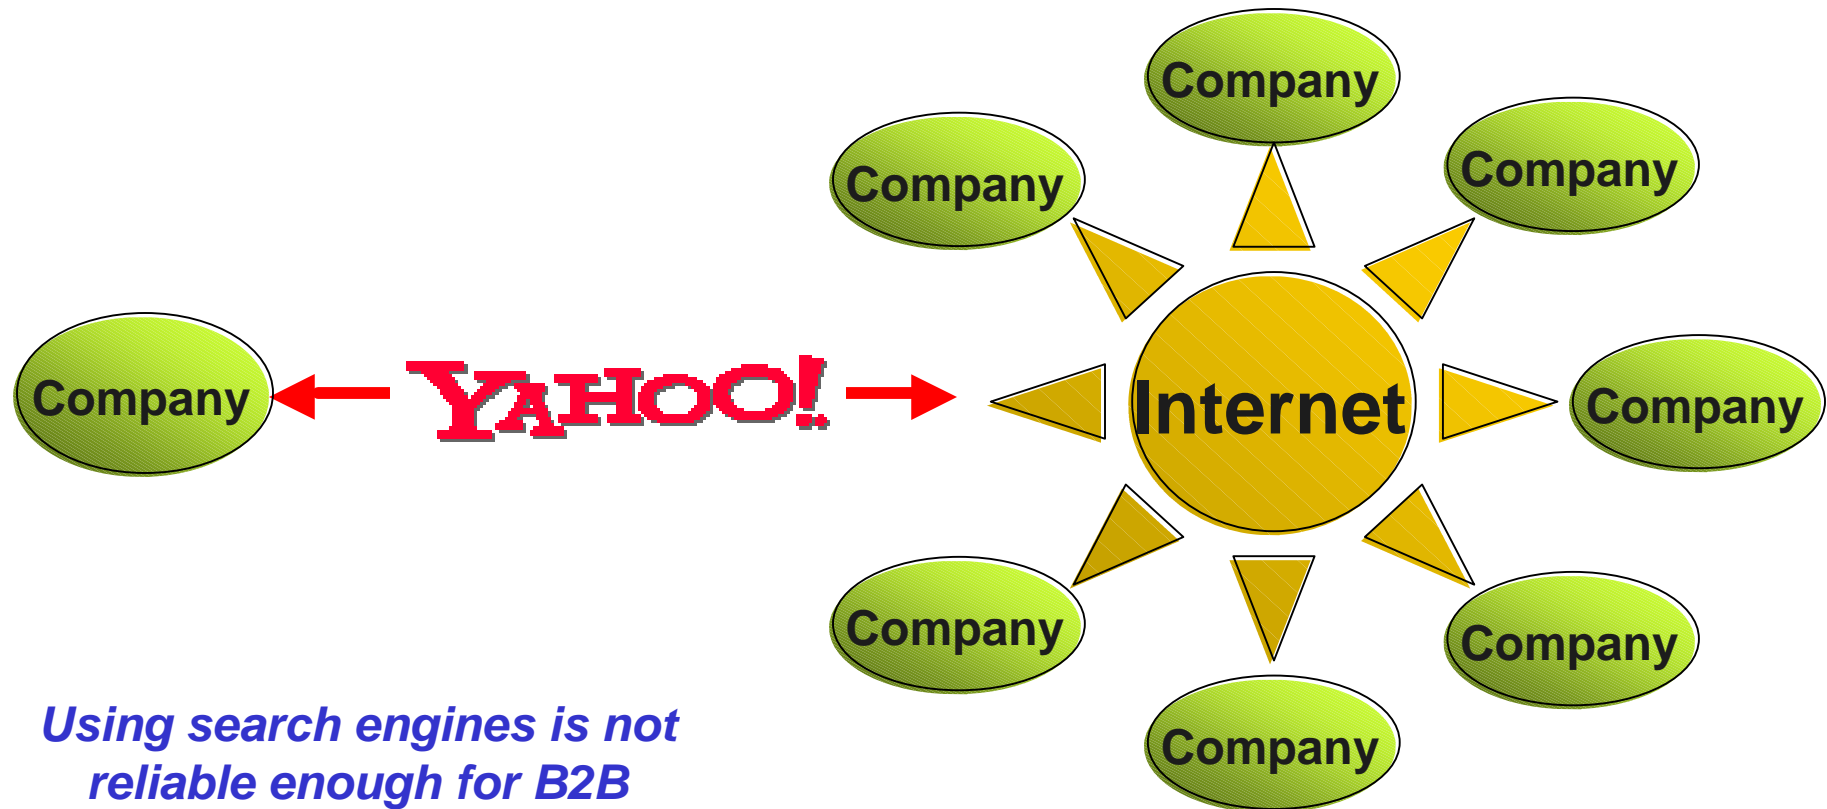 Company
Company
Company
Company
YAHOO!
Internet
Company
Company
Company
Company
Company
Using search engines is not
reliable enough for B2B